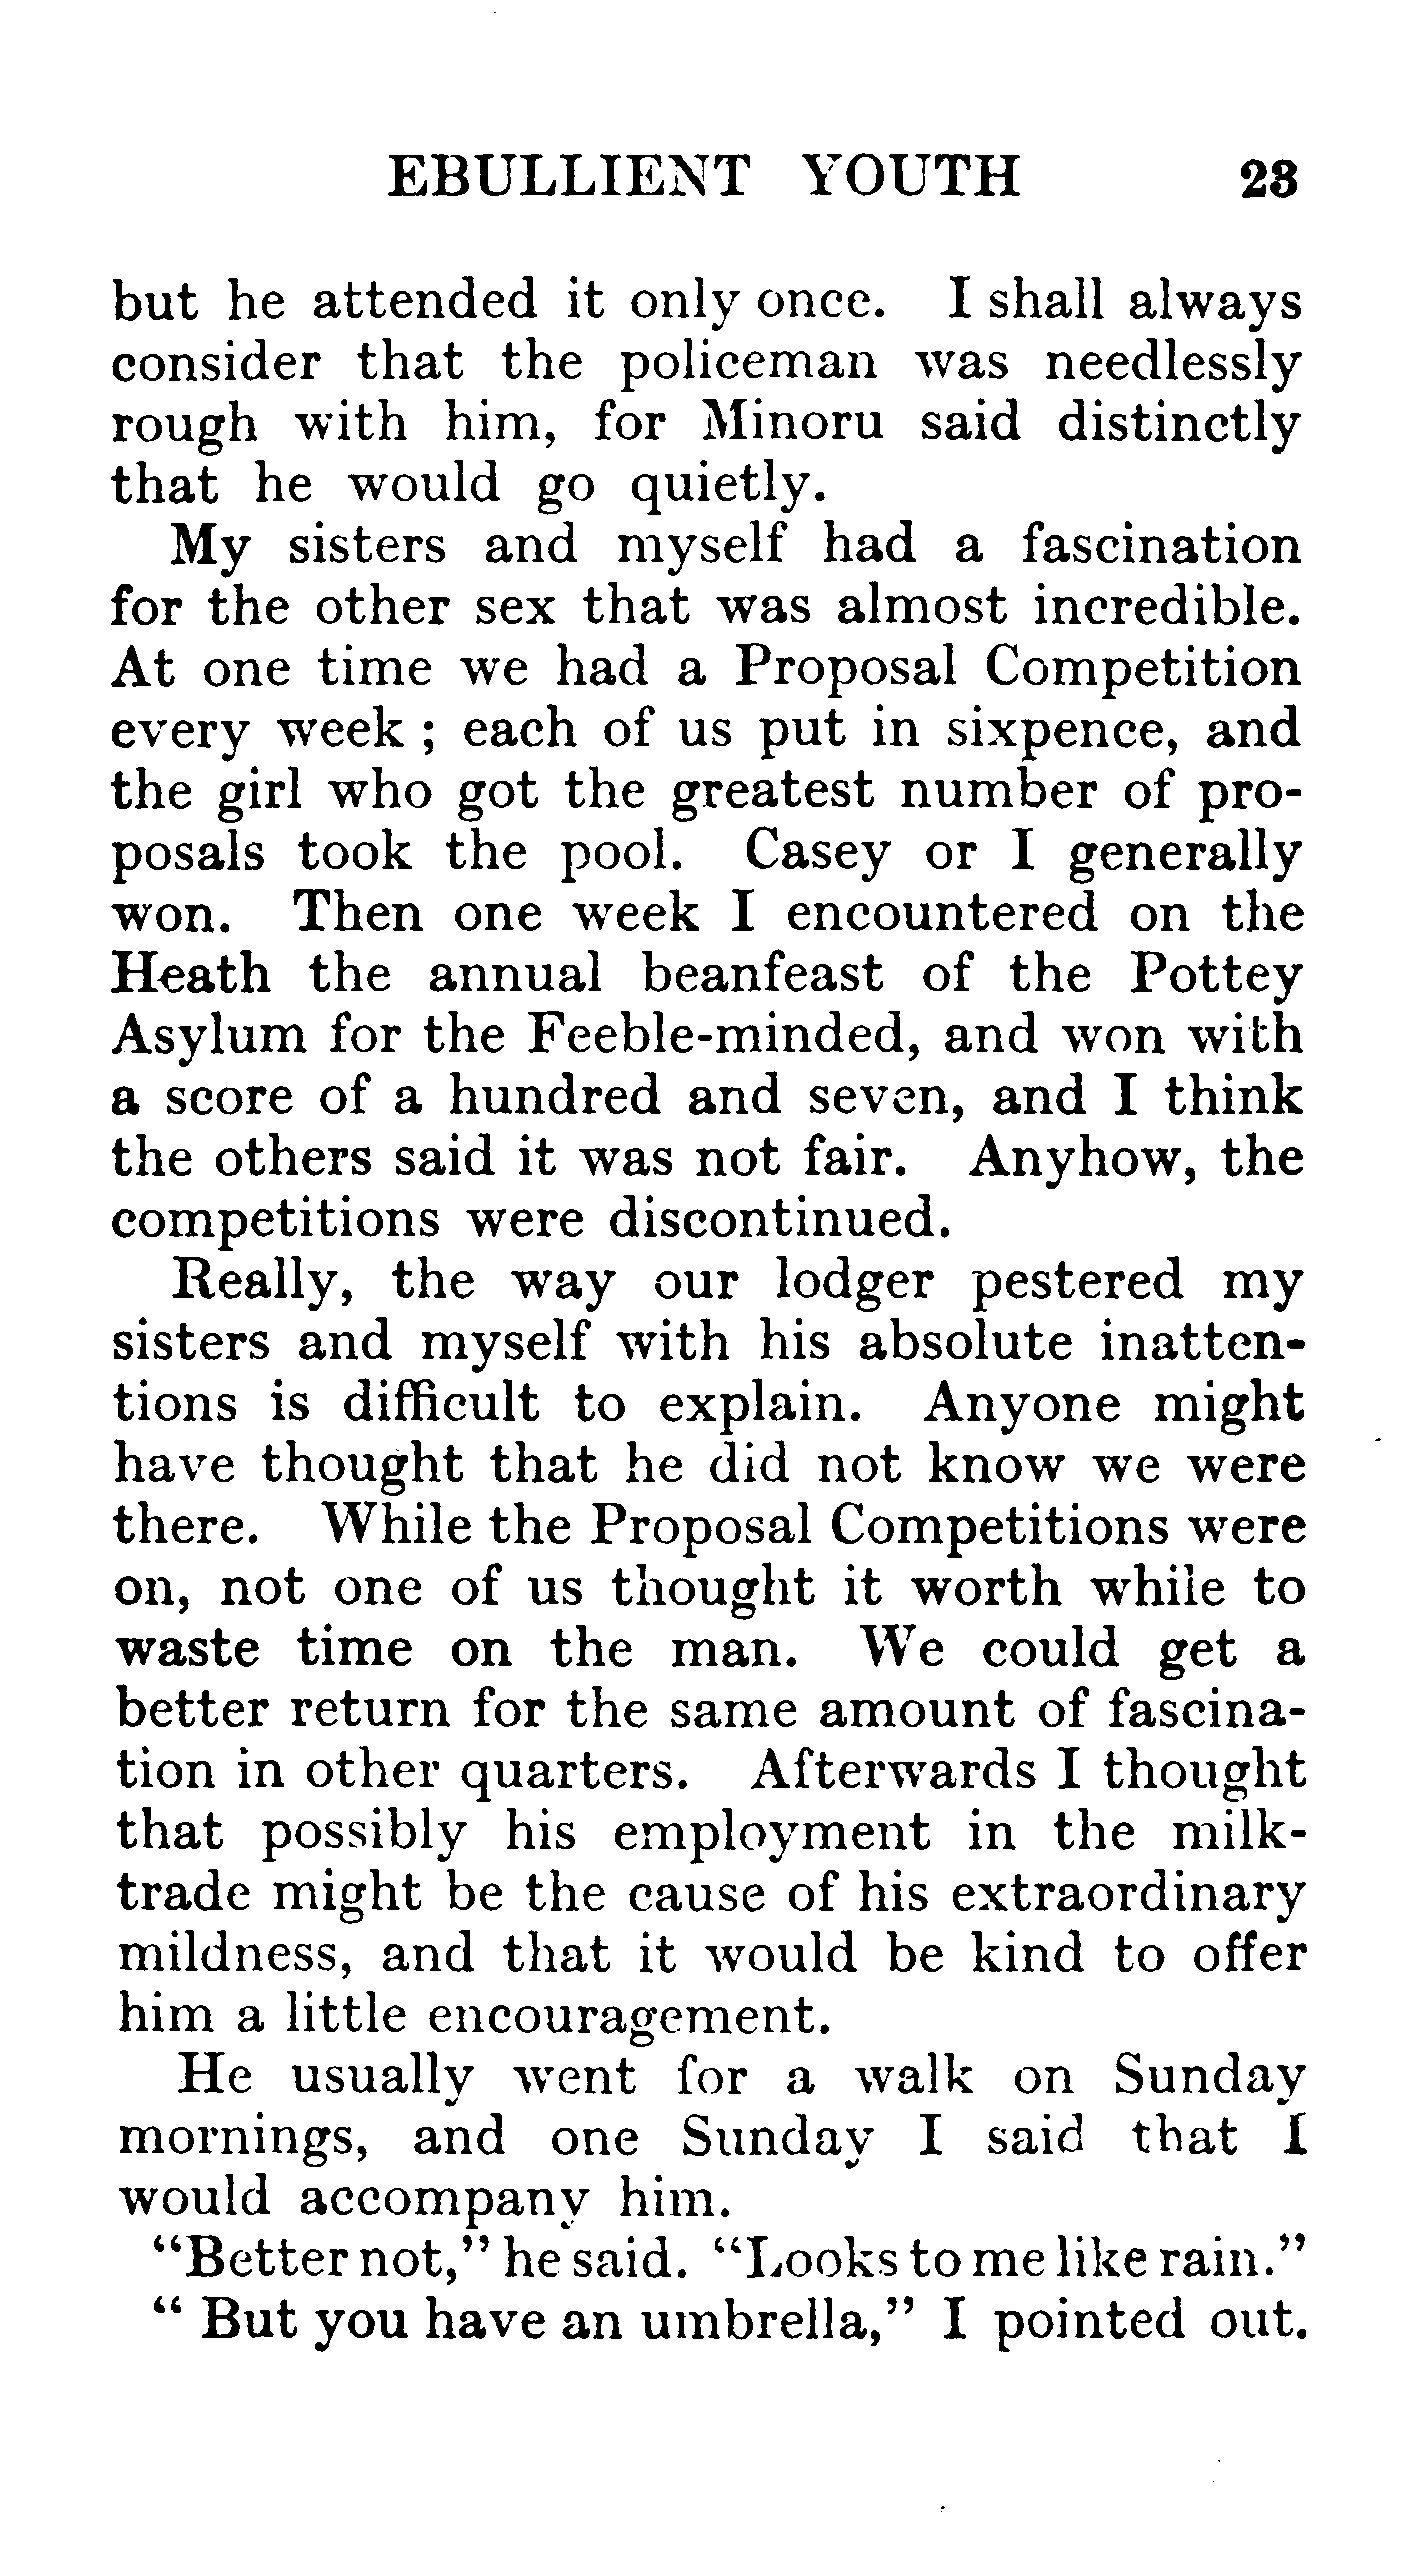 EBULLIENT YOUTH 23
but he attended it only once. I shall always
consider that the policeman was needlessly
rough with him, for Minoru said distinctly
that he would go quietly.
My sisters and myself had a fascination
for the other sex that was almost incredible.
At one time we had a Proposal Competition
every week ; each of us put in sixpence, and
the girl who got the greatest number of pro-
posals took the pool. Casey or I generally
won. Then one week I encountered on the
Heath the annual beanfeast of the Pottey
Asylum for the Feeble-minded, and won with
a score of a hundred and seven, and I think
the others said it was not fair. Anyhow, the
competitions were discontinued.
Really, the way our lodger pestered my
sisters and myself with his absolute inatten-
tions is difficult to explain. Anyone might
have thought that he did not know we were
there. While the Proposal Competitions were
on, not one of us thought it worth while to
waste time on the man. We could get a
better return for the same amount of fascina-
tion in other quarters. Afterwards I thought
that possibly his employment in the milk-
trade might be the cause of his extraordinary
mildness, and that it would be kind to offer
him a little encouragement.
He usually went for a walk on Sunday
mornings, and one Sunday I said that I
would accompany him.
“Better not,” he said. “Looks to me like rain.”
“ But you have an umbrella,” I pointed out.